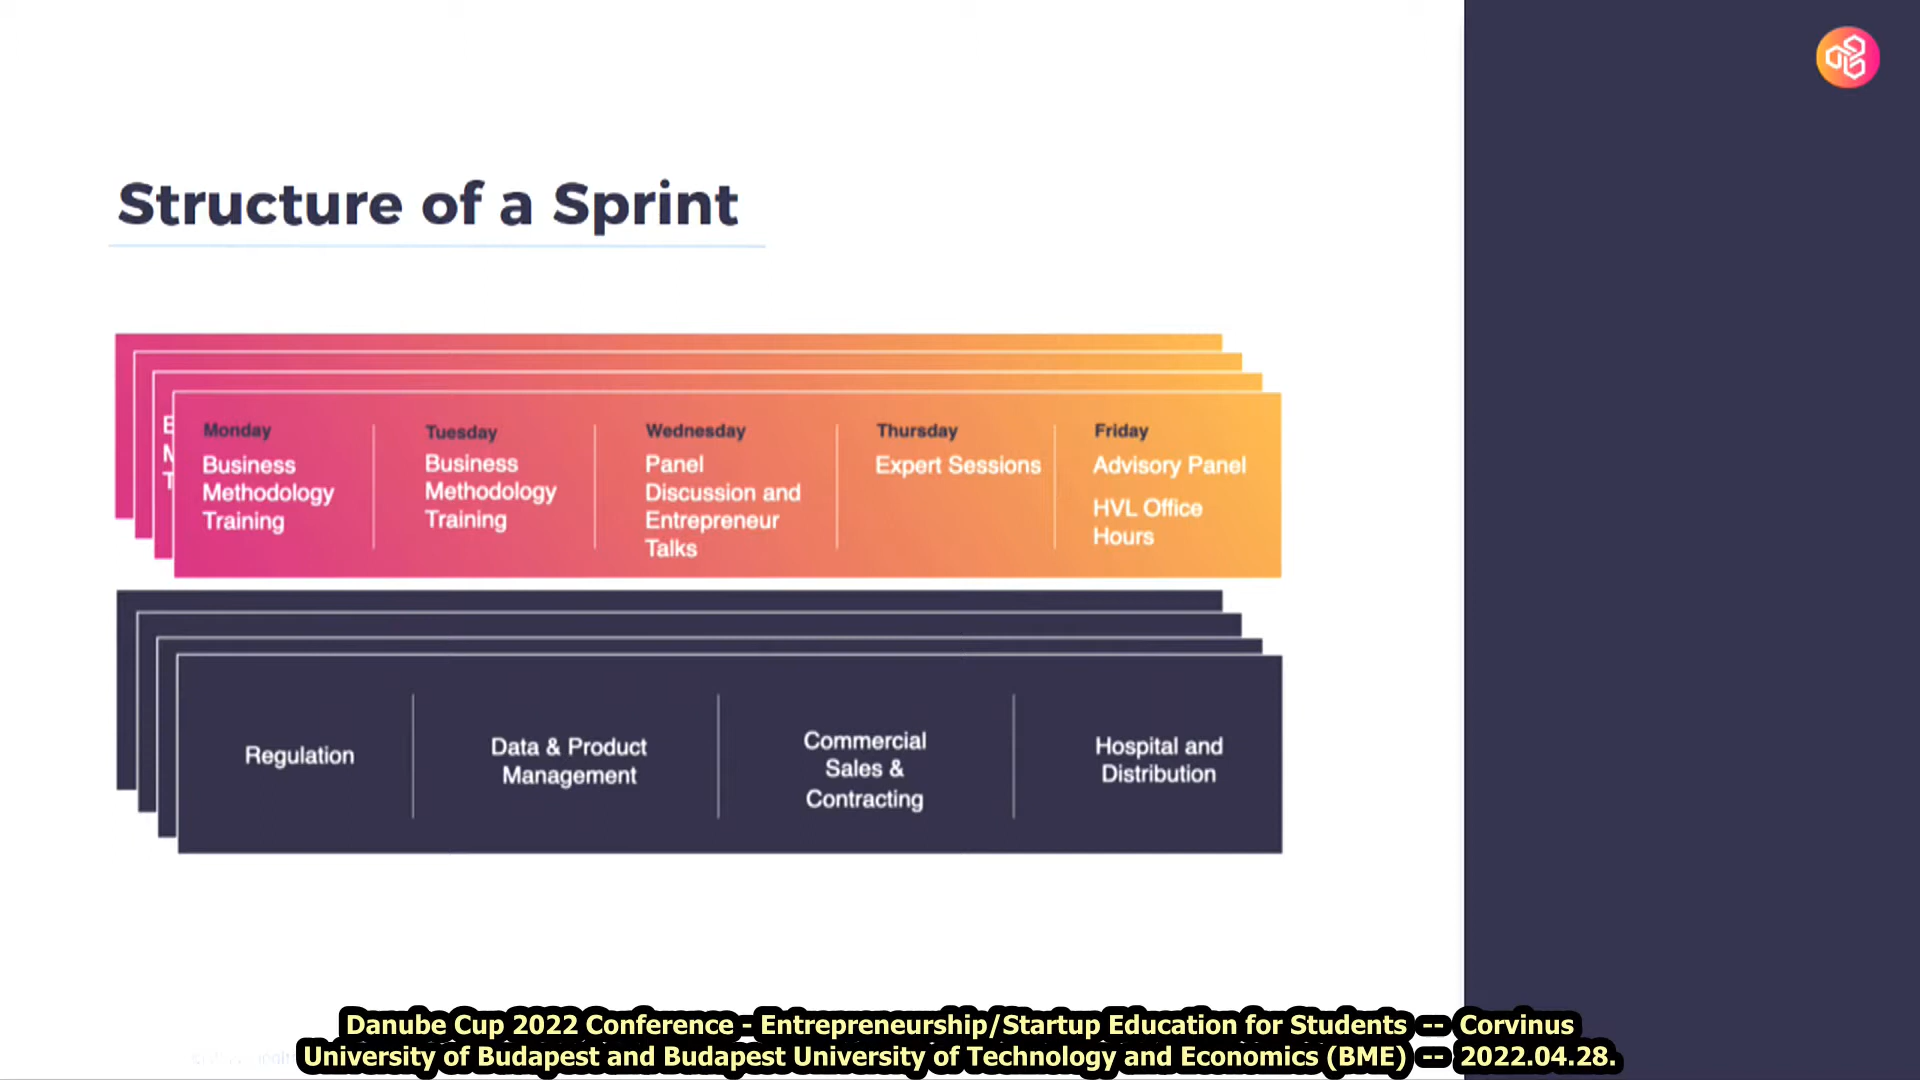 Structure of a Sprint
Monday
Business
Methodology
Training
Tuesday
Business
Methodology
Training
Wednesday
Panel
Discussion and
Entrepreneur
Talks
Thursday
Expert Sessions
Friday
Advisory Panel
HVL Office
Hours
Regulation
Data & Product
Management
Commercial
Sales &
Contracting
Hospital and
Distribution
Danube Cup 2022 Conference - Entrepreneurship/Startup Education for Students -- Corvinus
University of Budapest and Budapest University of Technology and Economics (BME) -- 2022.04.28.